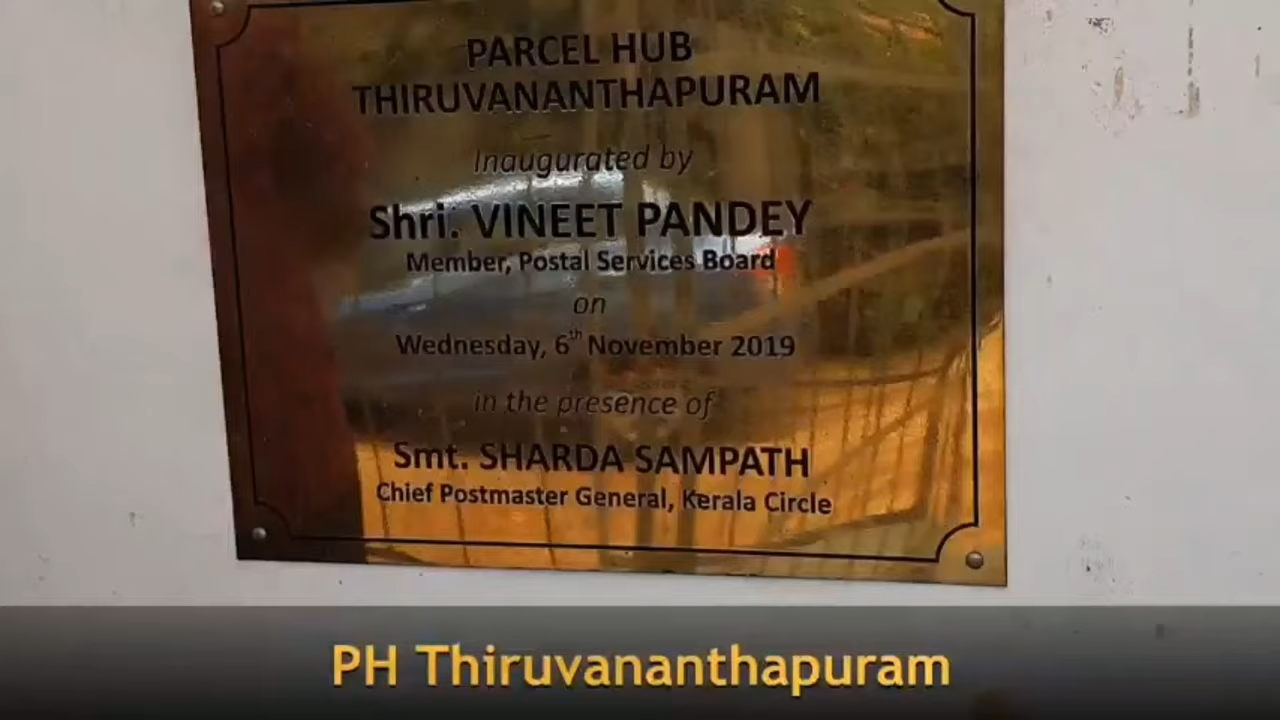 PARCEL HUB
THIRUVANANTHAPURAM
Inaugurated by
Shri. VINEET PANDEY
Member, Postal Services Board
on
Wednesday, 6th November 2019
in the presence of
Smt. SHARDA SAMPATH
Chief Postmaster General, Kerala Circle
PH Thiruvananthapuram